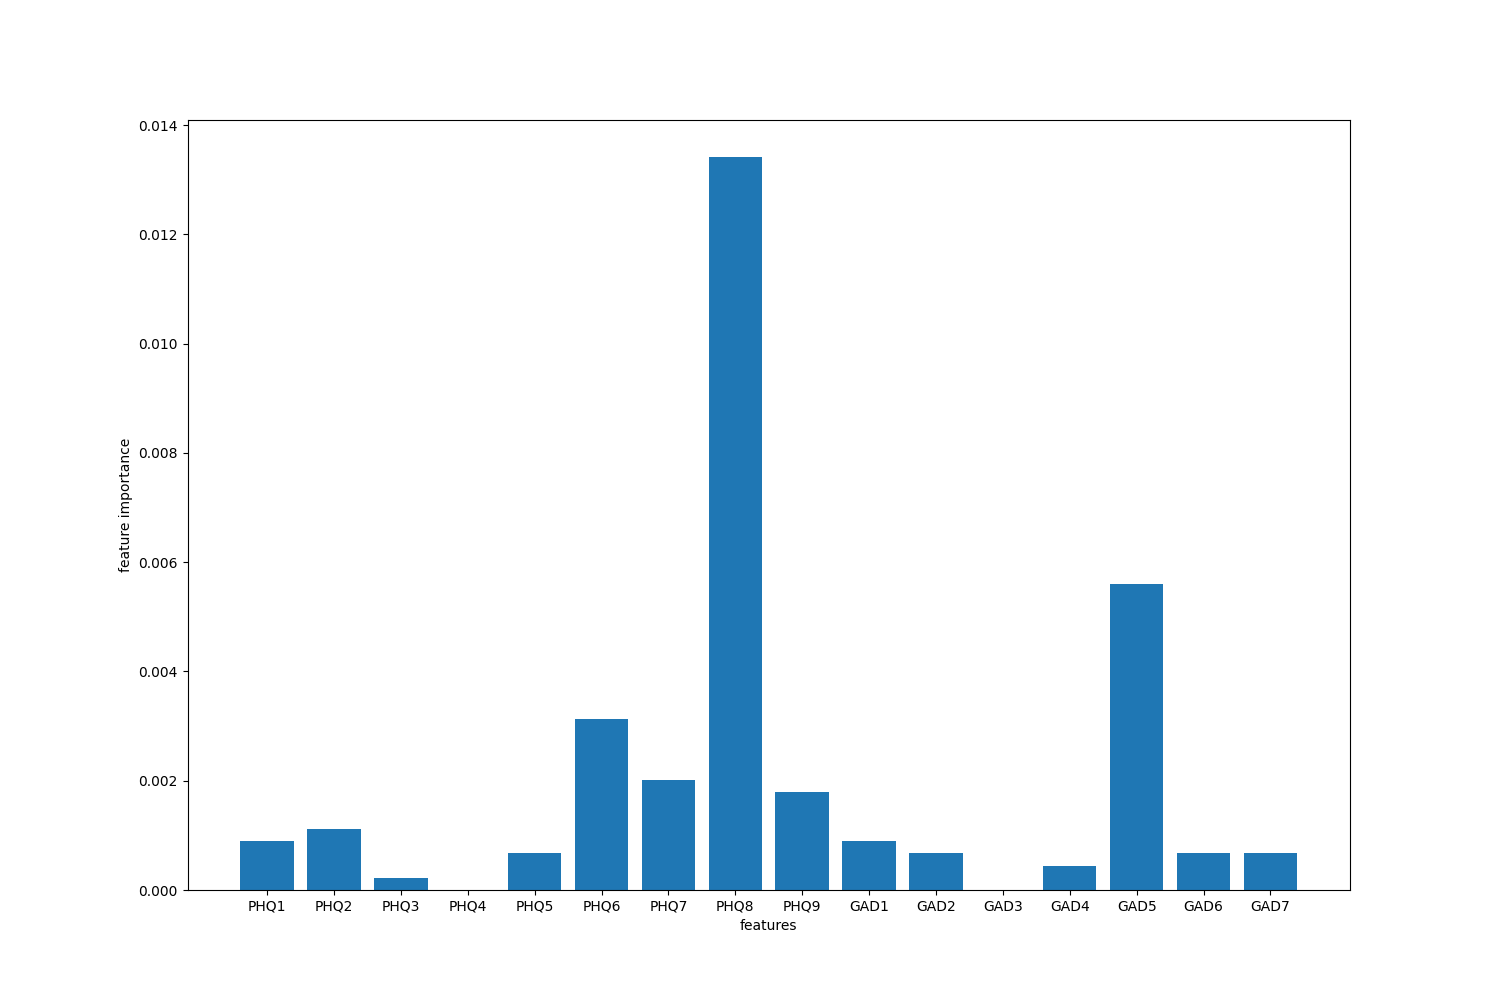 0.014
0.012
0.010
0.008
0.006
0.004
0.002
0.000
feature importance
PHQ1 PHQ2 PHQ3 PHQ4 PHQ5 PHQ6 PHQ7 PHQ8 PHQ9 GAD1 GAD2 GAD3 GAD4 GAD5 GAD6 GAD7
features